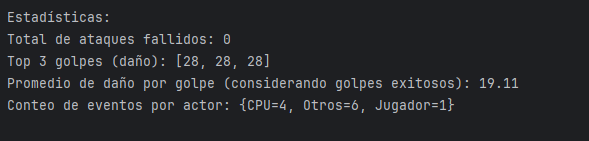 Estadísticas:
Total de ataques fallidos: 0
Top 3 golpes (daño): [28, 28, 28]
Promedio de daño por golpe (considerando golpes exitosos): 19.11
Conteo de eventos por actor: {CPU=4, Otros=6, Jugador=1}